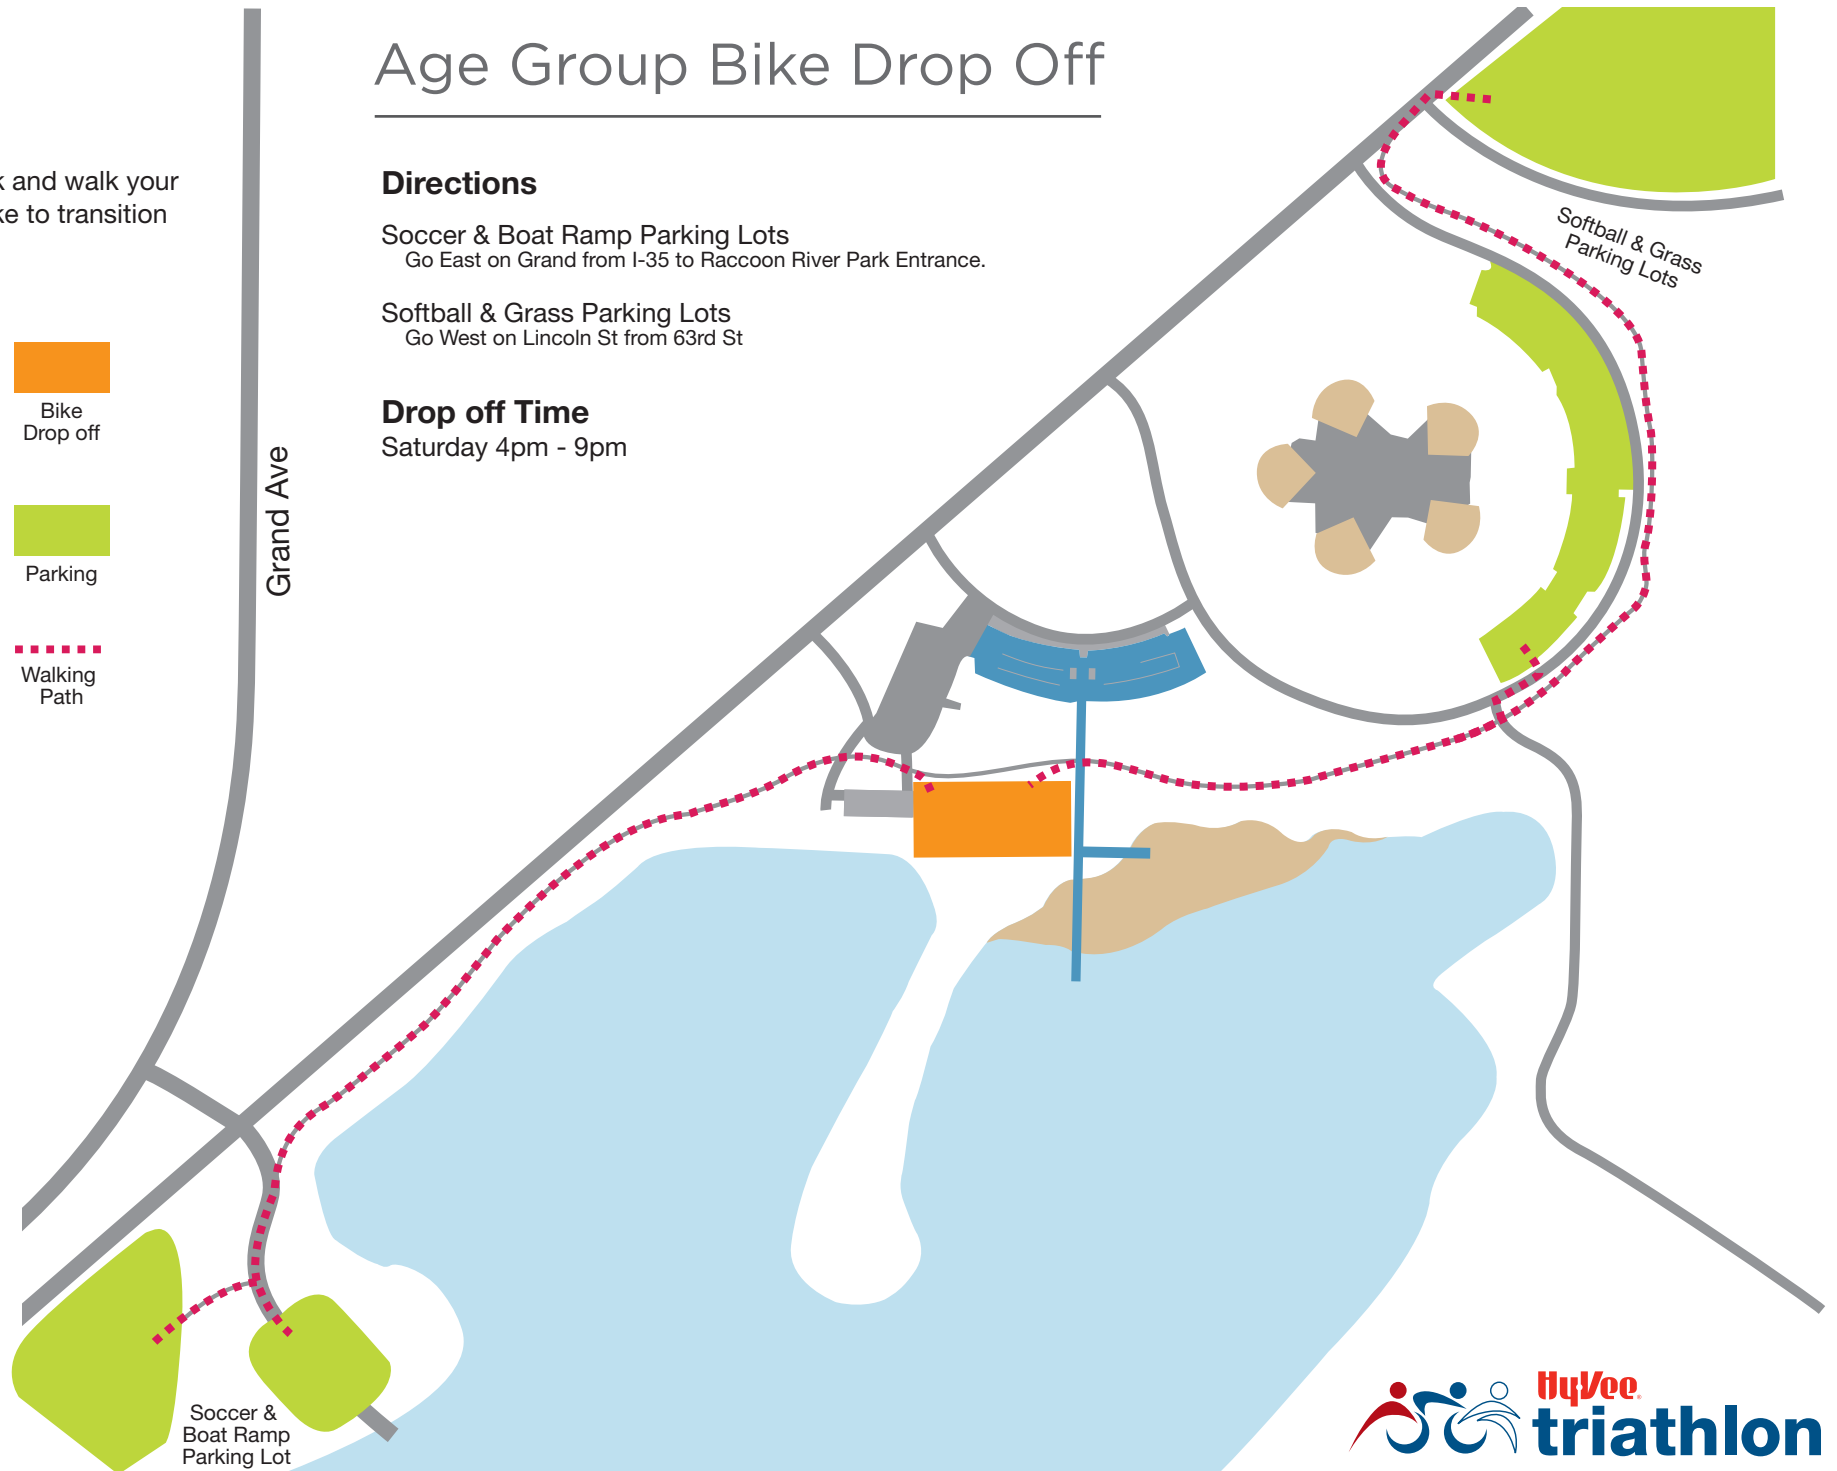 Age Group Bike Drop Off
and walk your
to transition
Directions
Soccer & Boat Ramp Parking Lots
Go East on Grand from I-35 to Raccoon River Park Entrance.
Softball & Grass Parking Lots
Go West on Lincoln St from 63rd St
Drop off Time
Saturday 4pm - 9pm
Bike
Drop off
Parking
Walking
Path
Grand Ave
Softball & Grass
Parking Lots
Soccer &
Boat Ramp
Parking Lot
HyVee
triathlon